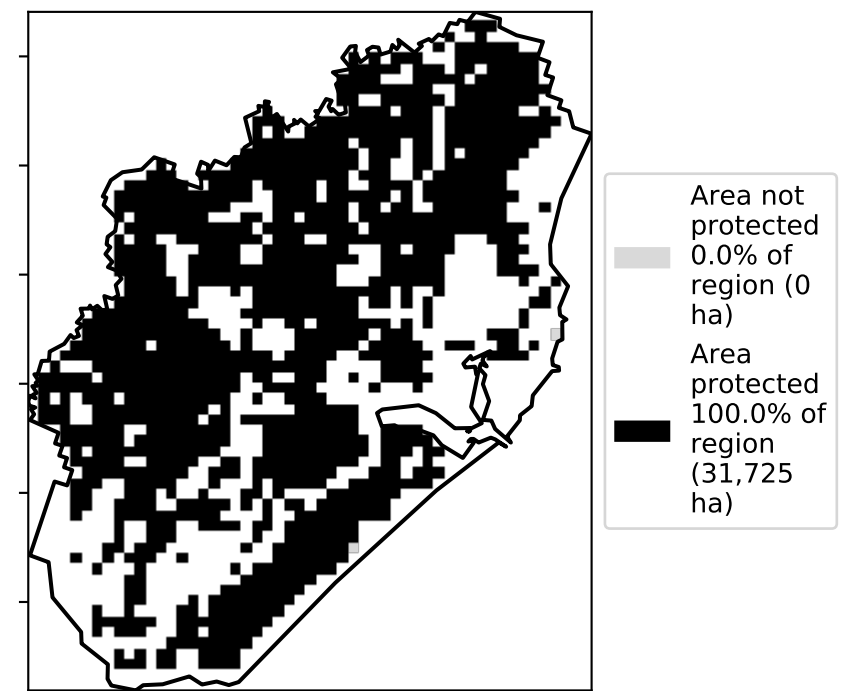 Area not
protected
0.0% of
region (0
ha)
Area
protected
100.0% of
region
(31,725
ha)